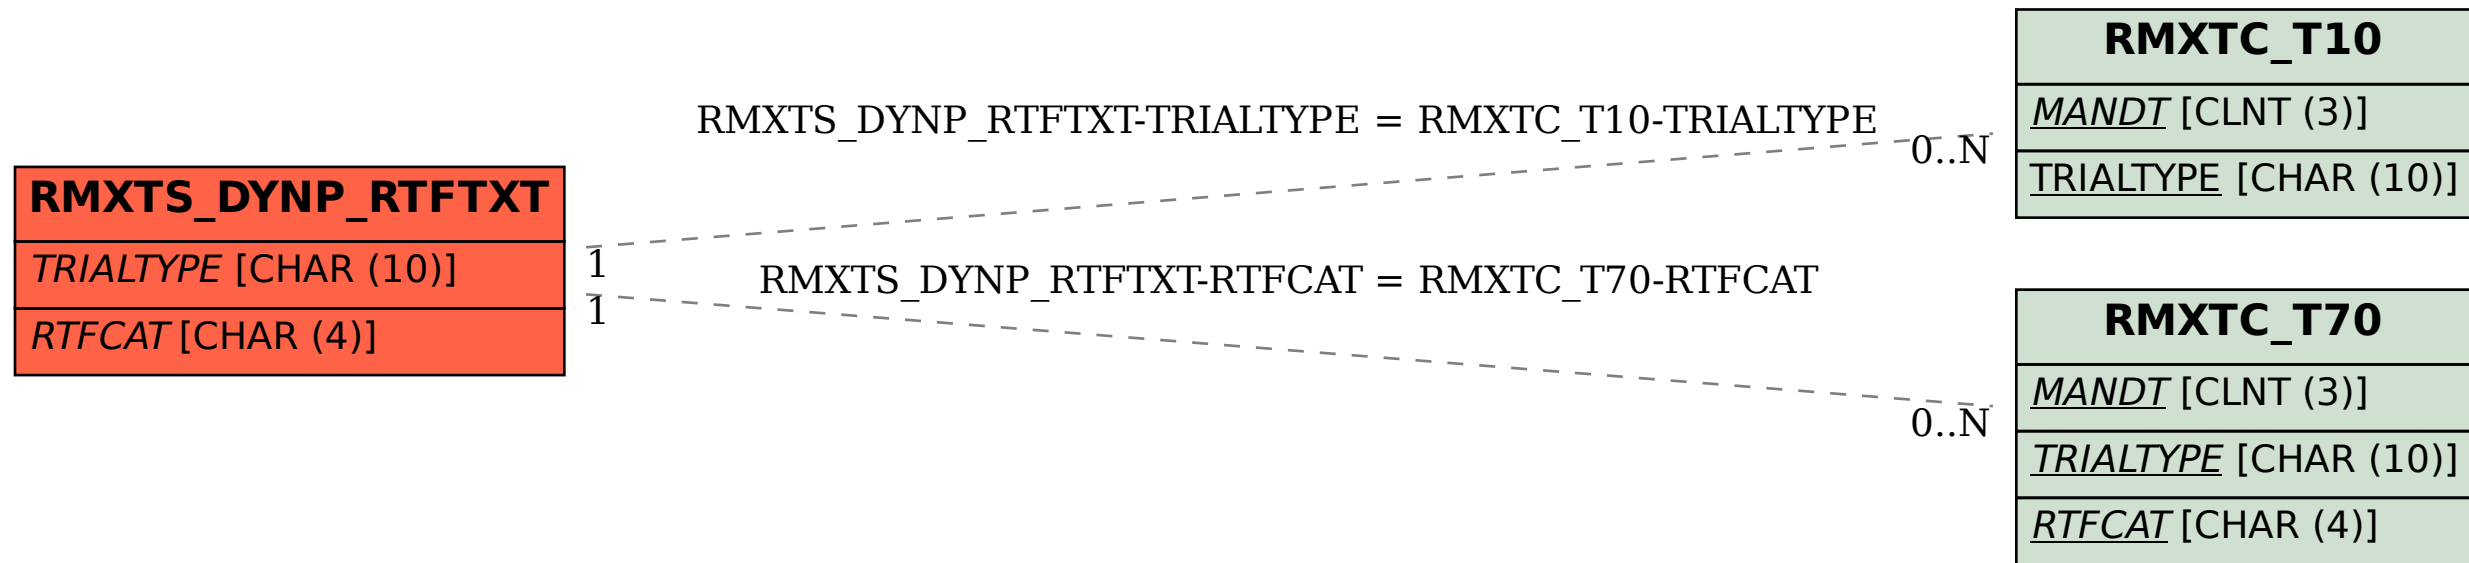 RMXTS_DYNP_RTFTXT
TRIALTYPE [CHAR (10)]
RTFCAT [CHAR (4)]
RMXTS_DYNP_RTFTXT-TRIALTYPE = RMXTC_T10-TRIALTYPE
0..N
1
RMXTS_DYNP_RTFTXT-RTFCAT = RMXTC_T70-RTFCAT
1
0..N
RMXTC_T10
MANDT [CLNT (3)]
TRIALTYPE [CHAR (10)]
RMXTC_T70
MANDT [CLNT (3)]
TRIALTYPE [CHAR (10)]
RTFCAT [CHAR (4)]